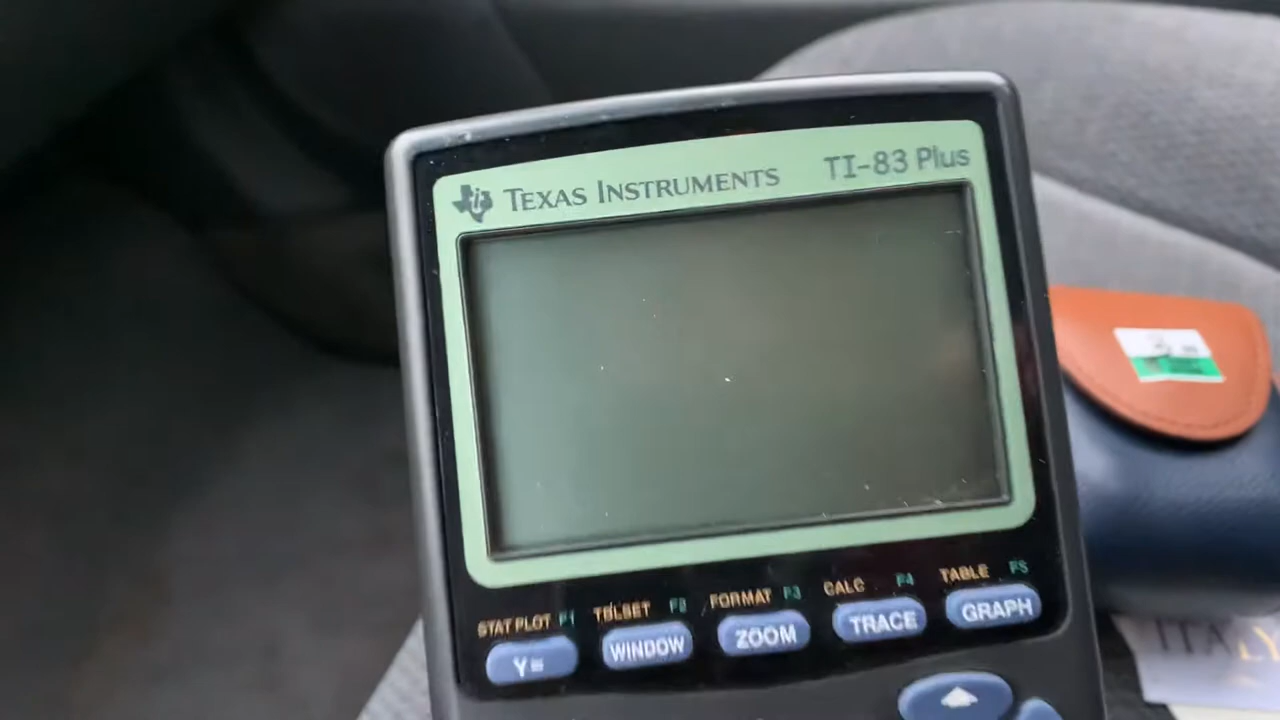 TEXAS INSTRUMENTS TI-83 Plus
STAT PLOT F1 TBLSET F2 FORMAT F3 CALC F4 TABLE F5
Y= WINDOW ZOOM TRACE GRAPH
ITALY